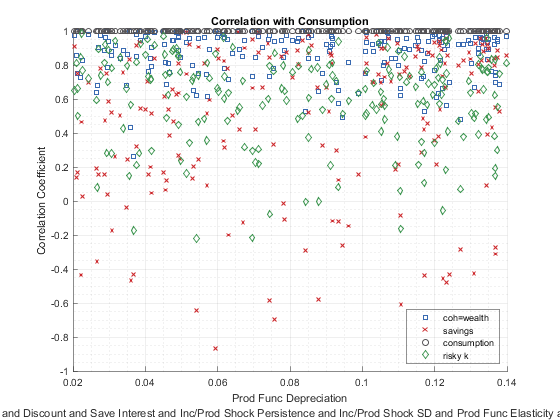 Correlation with Consumption
1
0.8
0.6
0.4
0.2
0
-0.2
-0.4
-0.6
-0.8
-1
Correlation Coefficient
coh=wealth
savings
consumption
risky k
0.02 0.04 0.06 0.08 0.1 0.12 0.14
Prod Func Depreciation
and Discount and Save Interest and Inc/Prod Shock Persistence and Inc/Prod Shock SD and Prod Func Elasticity